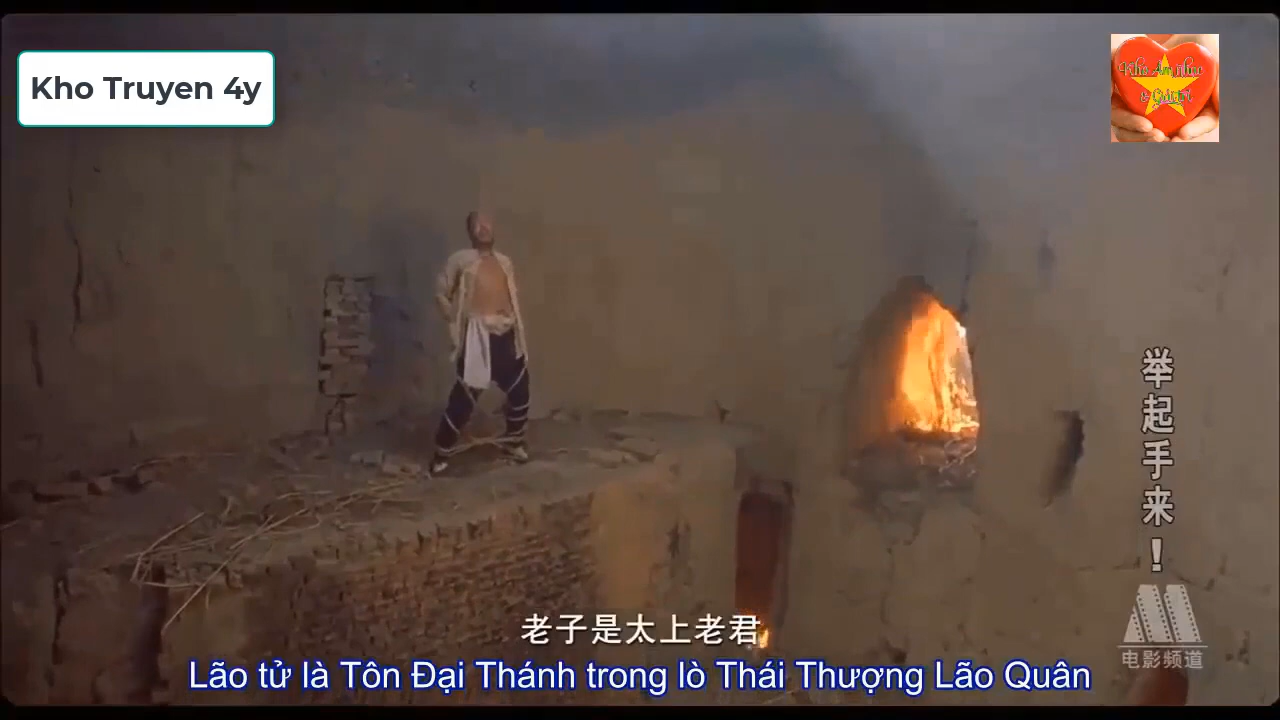 Kho Truyen 4y
举起手来！
老子是太上老君
Lão tử là Tôn Đại Thánh trong lò Thái Thượng Lão Quân
电影频道